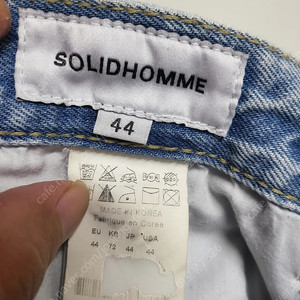 SOLIDHOMME
44
MADE IN KOREA
Fabriqué en Corée
EU KR JP USA
44 72 44 44